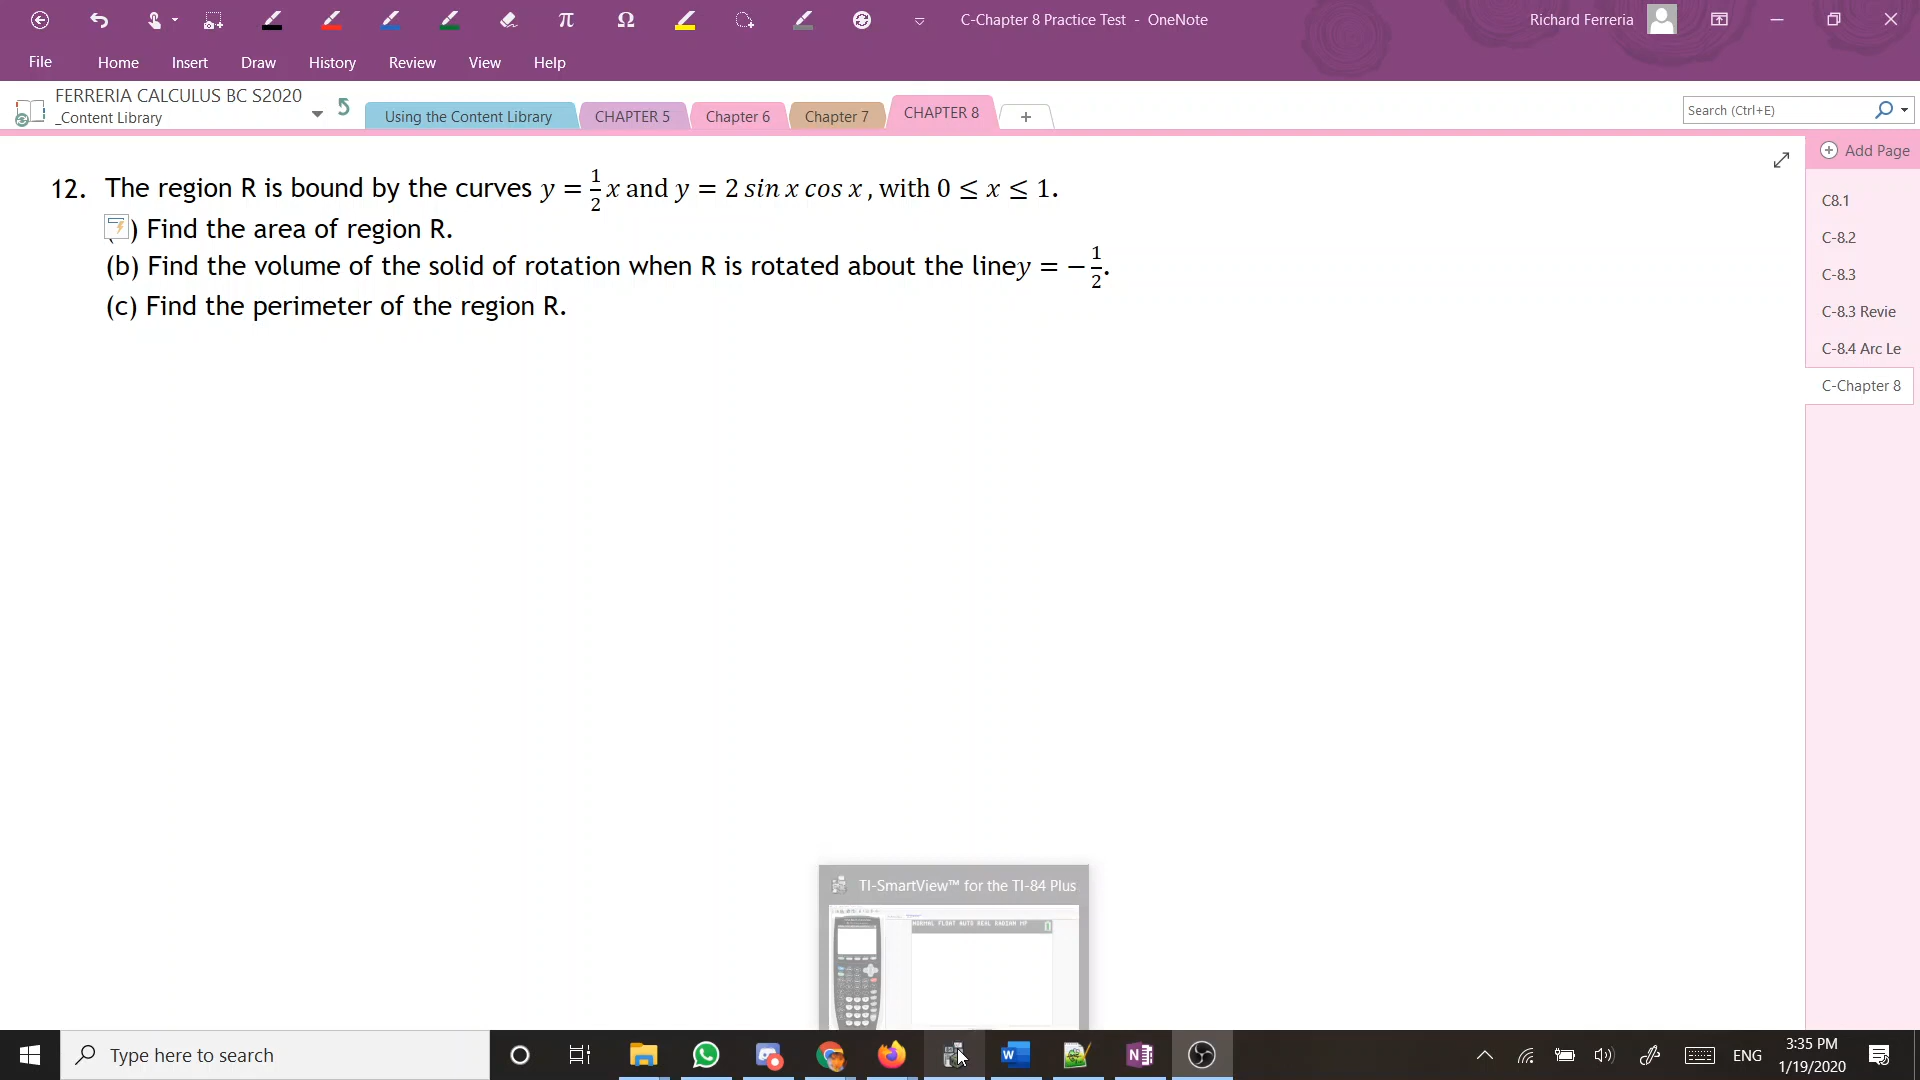 C-Chapter 8 Practice Test - OneNote
Richard Ferreria
File Home Insert Draw History Review View Help
FERRERIA CALCULUS BC S2020
_Content Library
Using the Content Library CHAPTER 5 Chapter 6 Chapter 7 CHAPTER 8 +
Search (Ctrl+E)
Add Page
C8.1
C-8.2
C-8.3
C-8.3 Revie
C-8.4 Arc Le
C-Chapter 8
12. The region R is bound by the curves y = 1/2 x and y = 2 sin x cos x , with 0 ≤ x ≤ 1.
) Find the area of region R.
(b) Find the volume of the solid of rotation when R is rotated about the liney = − 1/2.
(c) Find the perimeter of the region R.
TI-SmartView™ for the TI-84 Plus
NORMAL FLOAT AUTO REAL RADIAN MP
Type here to search
ENG
3:35 PM
1/19/2020